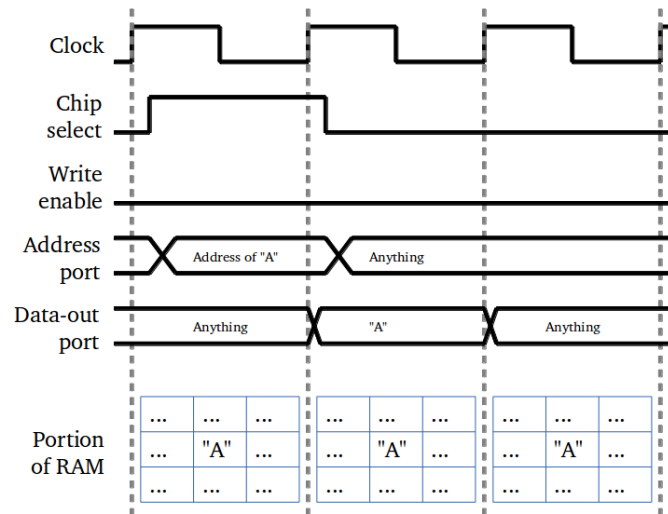 Clock
Chip
select
Write
enable
Address
port
Address of "A"
Anything
Data-out
port
Anything
"A"
Anything
Portion
of RAM
... ... ...
... "A" ...
... ... ...
... ... ...
... "A" ...
... ... ...
... ... ...
... "A" ...
... ... ...